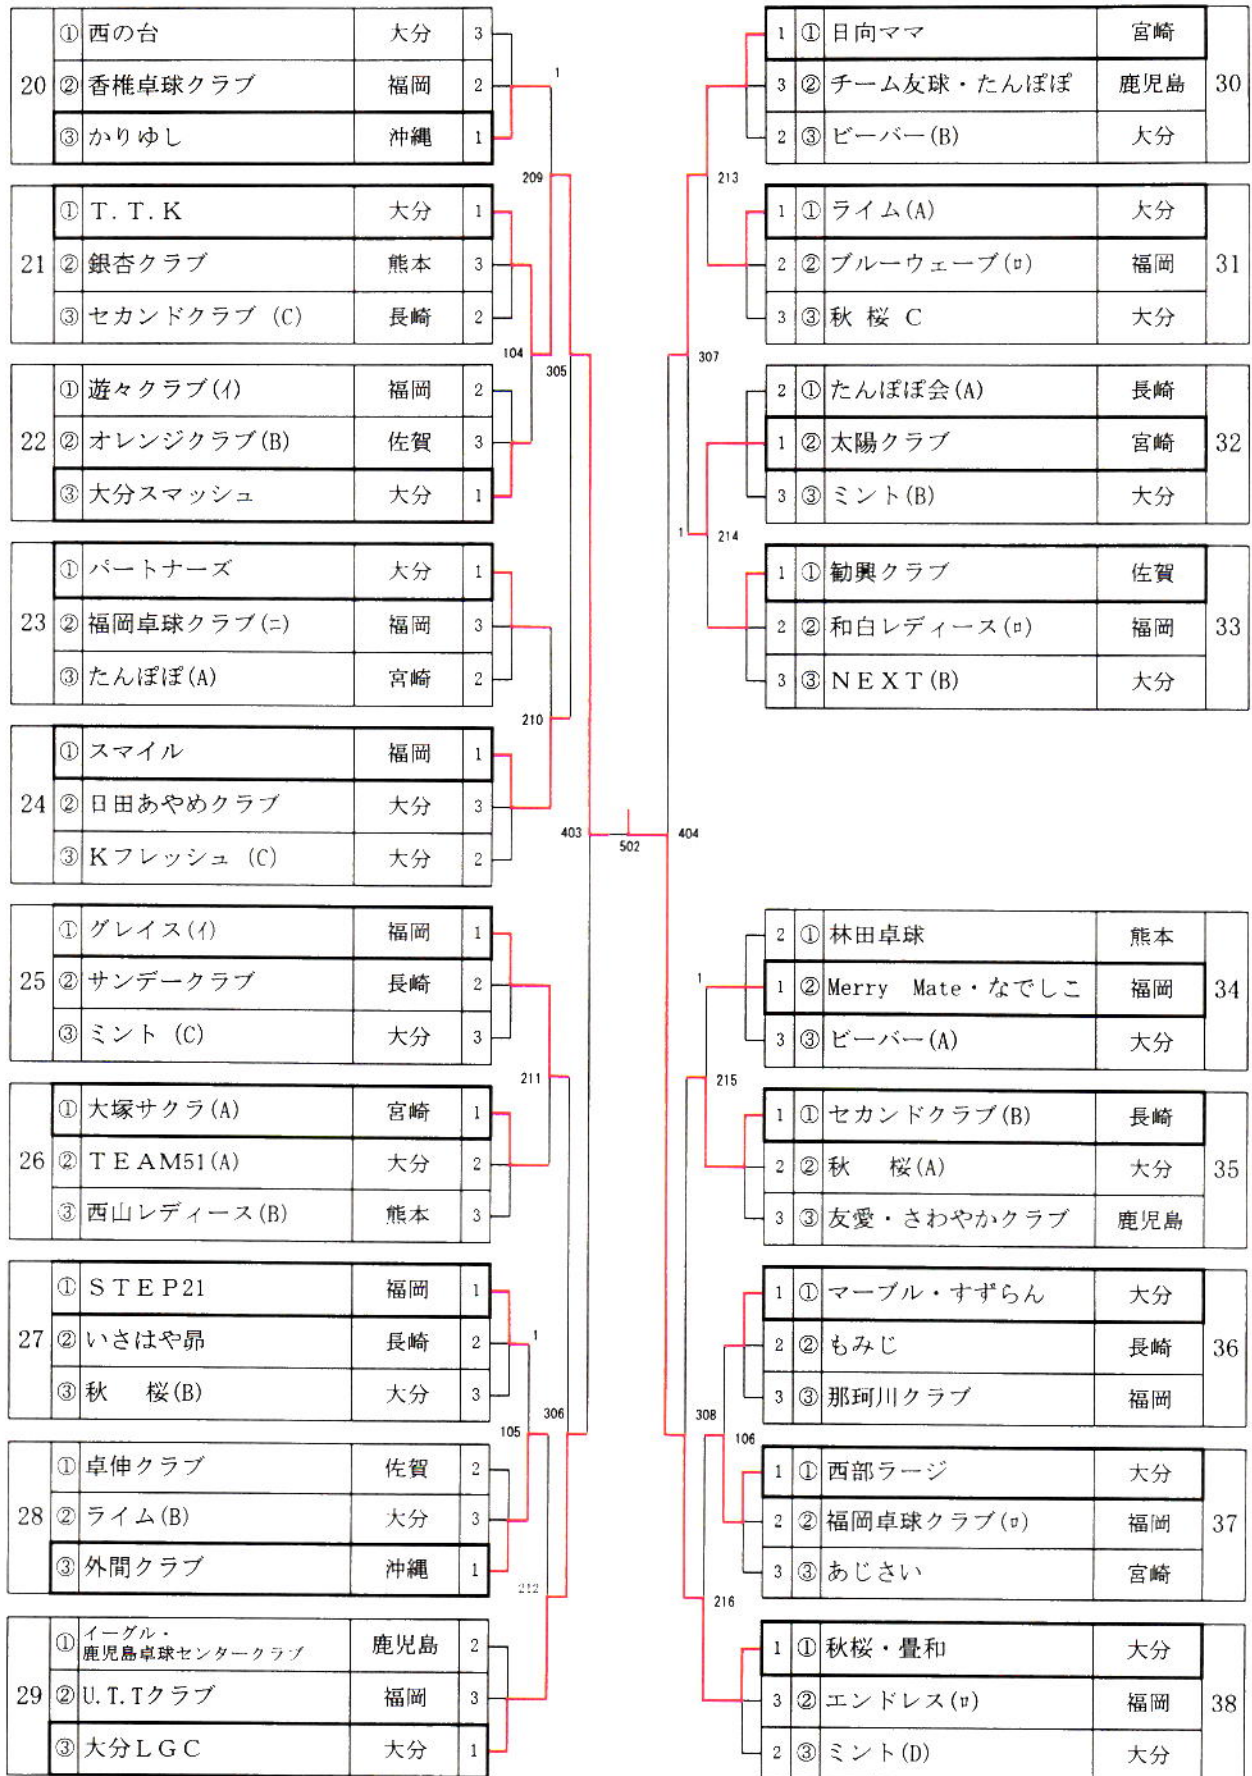 20
① 西の台 大分 3
② 香椎卓球クラブ 福岡 2
③ かりゆし 沖縄 1
1
209
21
① T.T.K 大分 1
② 銀杏クラブ 熊本 3
③ セカンドクラブ (C) 長崎 2
104
305
22
① 遊々クラブ(イ) 福岡 2
② オレンジクラブ(B) 佐賀 3
③ 大分スマッシュ 大分 1
23
① パートナーズ 大分 1
② 福岡卓球クラブ(ニ) 福岡 3
③ たんぽぽ(A) 宮崎 2
210
24
① スマイル 福岡 1
② 日田あやめクラブ 大分 3
③ Kフレッシュ (C) 大分 2
403
25
① グレイス(イ) 福岡 1
② サンデークラブ 長崎 2
③ ミント (C) 大分 3
211
26
① 大塚サクラ(A) 宮崎 1
② TEAM51(A) 大分 2
③ 西山レディース(B) 熊本 3
27
① STEP21 福岡 1
② いさはや昴 長崎 2
③ 秋 桜(B) 大分 3
1
105
306
28
① 卓伸クラブ 佐賀 2
② ライム(B) 大分 3
③ 外間クラブ 沖縄 1
212
29
① イーグル・
鹿児島卓球センタークラブ 鹿児島 2
② U.T.Tクラブ 福岡 3
③ 大分LGC 大分 1
502
1 ① 日向ママ 宮崎
3 ② チーム友球・たんぽぽ 鹿児島
2 ③ ビーバー(B) 大分
30
213
1 ① ライム(A) 大分
2 ② ブルーウェーブ(ロ) 福岡
3 ③ 秋 桜 C 大分
31
307
2 ① たんぽぽ会(A) 長崎
1 ② 太陽クラブ 宮崎
3 ③ ミント(B) 大分
32
1
214
1 ① 勧興クラブ 佐賀
2 ② 和白レディース(ロ) 福岡
3 ③ NEXT(B) 大分
33
404
2 ① 林田卓球 熊本
1 ② Merry Mate・なでしこ 福岡
3 ③ ビーバー(A) 大分
34
1
215
1 ① セカンドクラブ(B) 長崎
2 ② 秋 桜(A) 大分
3 ③ 友愛・さわやかクラブ 鹿児島
35
1 ① マーブル・すずらん 大分
2 ② もみじ 長崎
3 ③ 那珂川クラブ 福岡
36
308
106
1 ① 西部ラージ 大分
2 ② 福岡卓球クラブ(ロ) 福岡
3 ③ あじさい 宮崎
37
216
1 ① 秋桜・畳和 大分
3 ② エンドレス(ロ) 福岡
2 ③ ミント(D) 大分
38